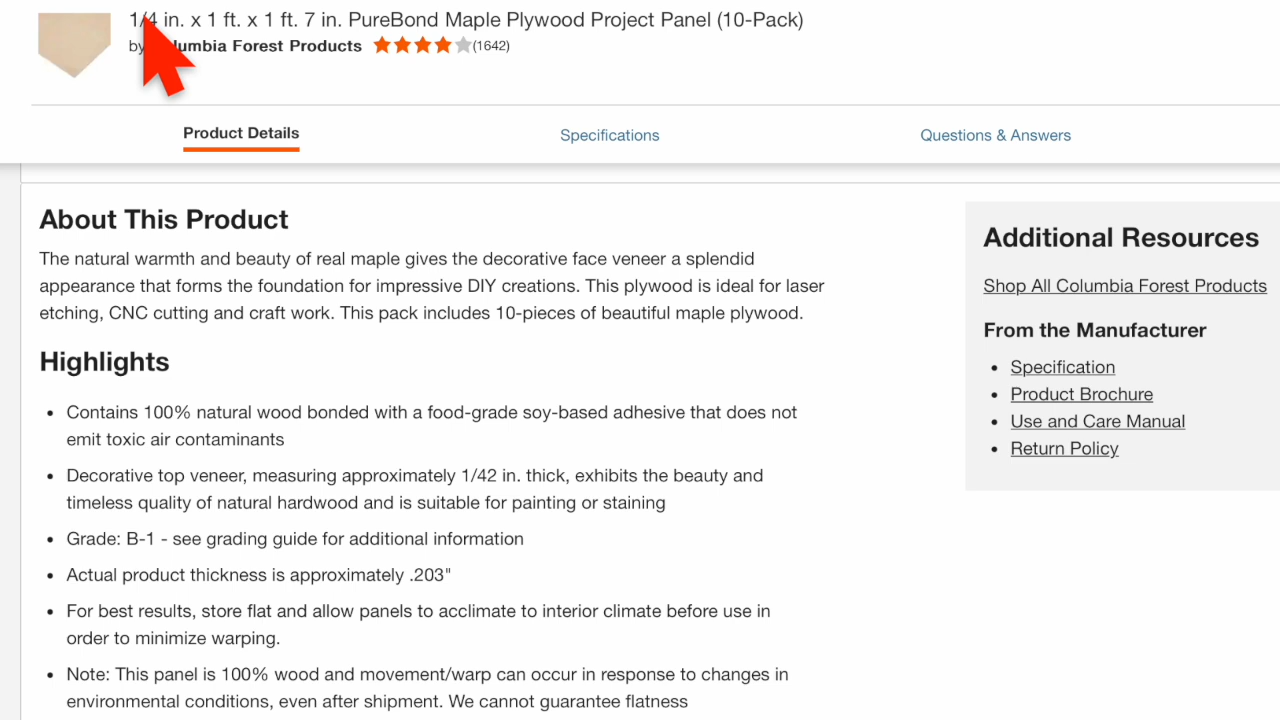 1/4 in. x 1 ft. x 1 ft. 7 in. PureBond Maple Plywood Project Panel (10-Pack)
by Forest Products (1642)
Product Details
Specifications
Questions & Answers
About This Product
The natural warmth and beauty of real maple gives the decorative face veneer a splendid
appearance that forms the foundation for impressive DIY creations. This plywood is ideal for laser
etching, CNC cutting and craft work. This pack includes 10-pieces of beautiful maple plywood.
Highlights
• Contains 100% natural wood bonded with a food-grade soy-based adhesive that does not
emit toxic air contaminants
• Decorative top veneer, measuring approximately 1/42 in. thick, exhibits the beauty and
timeless quality of natural hardwood and is suitable for painting or staining
• Grade: B-1 - see grading guide for additional information
• Actual product thickness is approximately .203"
• For best results, store flat and allow panels to acclimate to interior climate before use in
order to minimize warping.
• Note: This panel is 100% wood and movement/warp can occur in response to changes in
environmental conditions, even after shipment. We cannot guarantee flatness
Additional Resources
Shop All Columbia Forest Products
From the Manufacturer
• Specification
• Product Brochure
• Use and Care Manual
• Return Policy